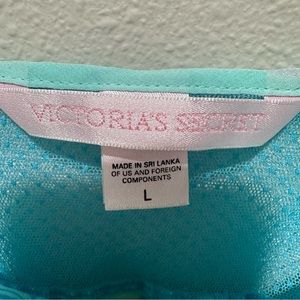 VICTORIA'S SECRET
MADE IN SRI LANKA
OF US AND FOREIGN
COMPONENTS
L